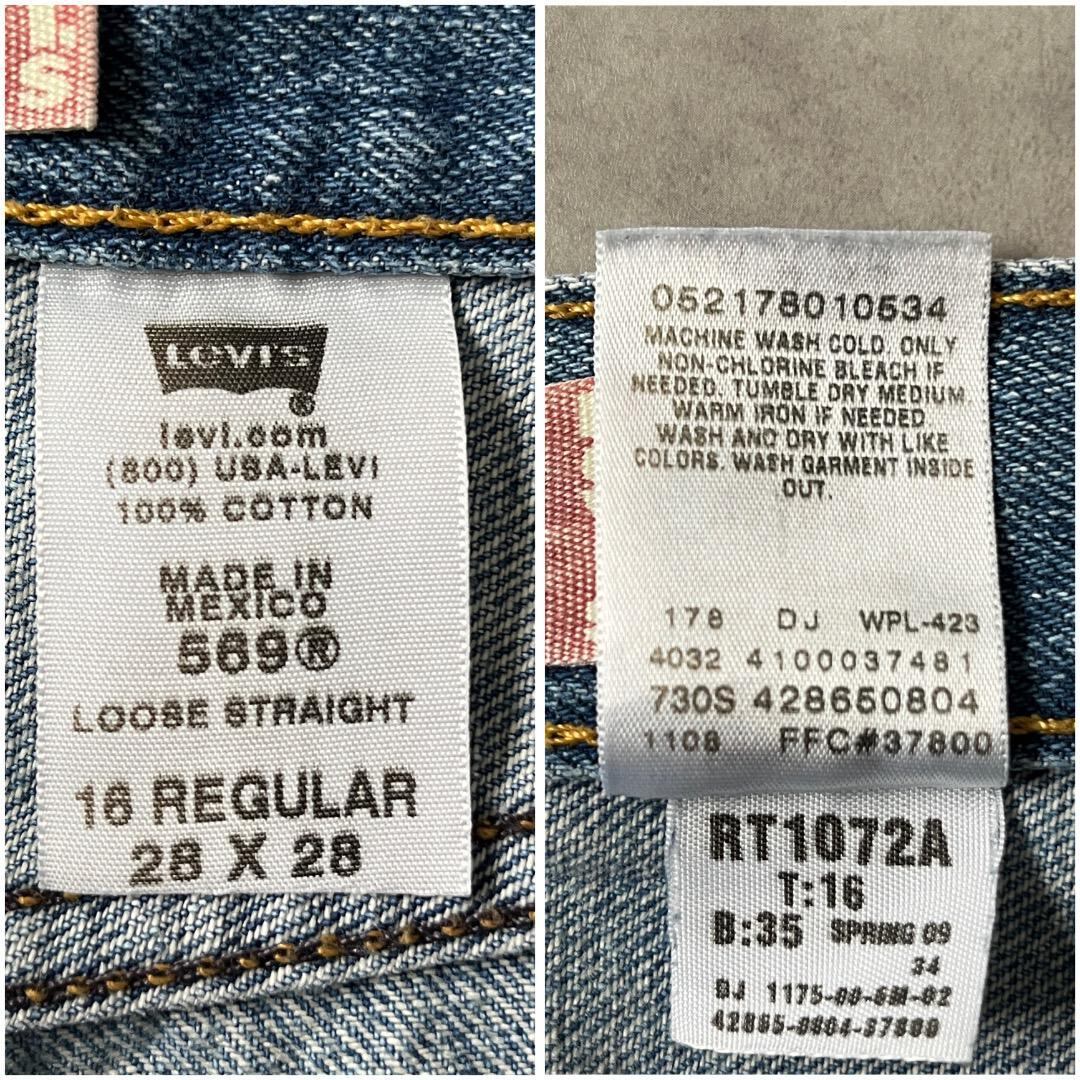 S
LEVI'S
®
levi.com
(800) USA-LEVI
100% COTTON
MADE IN
MEXICO
569®
LOOSE STRAIGHT
16 REGULAR
28 X 28
052178010534
MACHINE WASH COLD. ONLY
NON-CHLORINE BLEACH IF
NEEDED. TUMBLE DRY MEDIUM.
WARM IRON IF NEEDED
WASH AND DRY WITH LIKE
COLORS. WASH GARMENT INSIDE
OUT.
178 DJ WPL-423
4032 4100037481
730S 428650804
1108 FFC#37800
RT1072A
T:16
B:35 SPRING 09
34
DJ